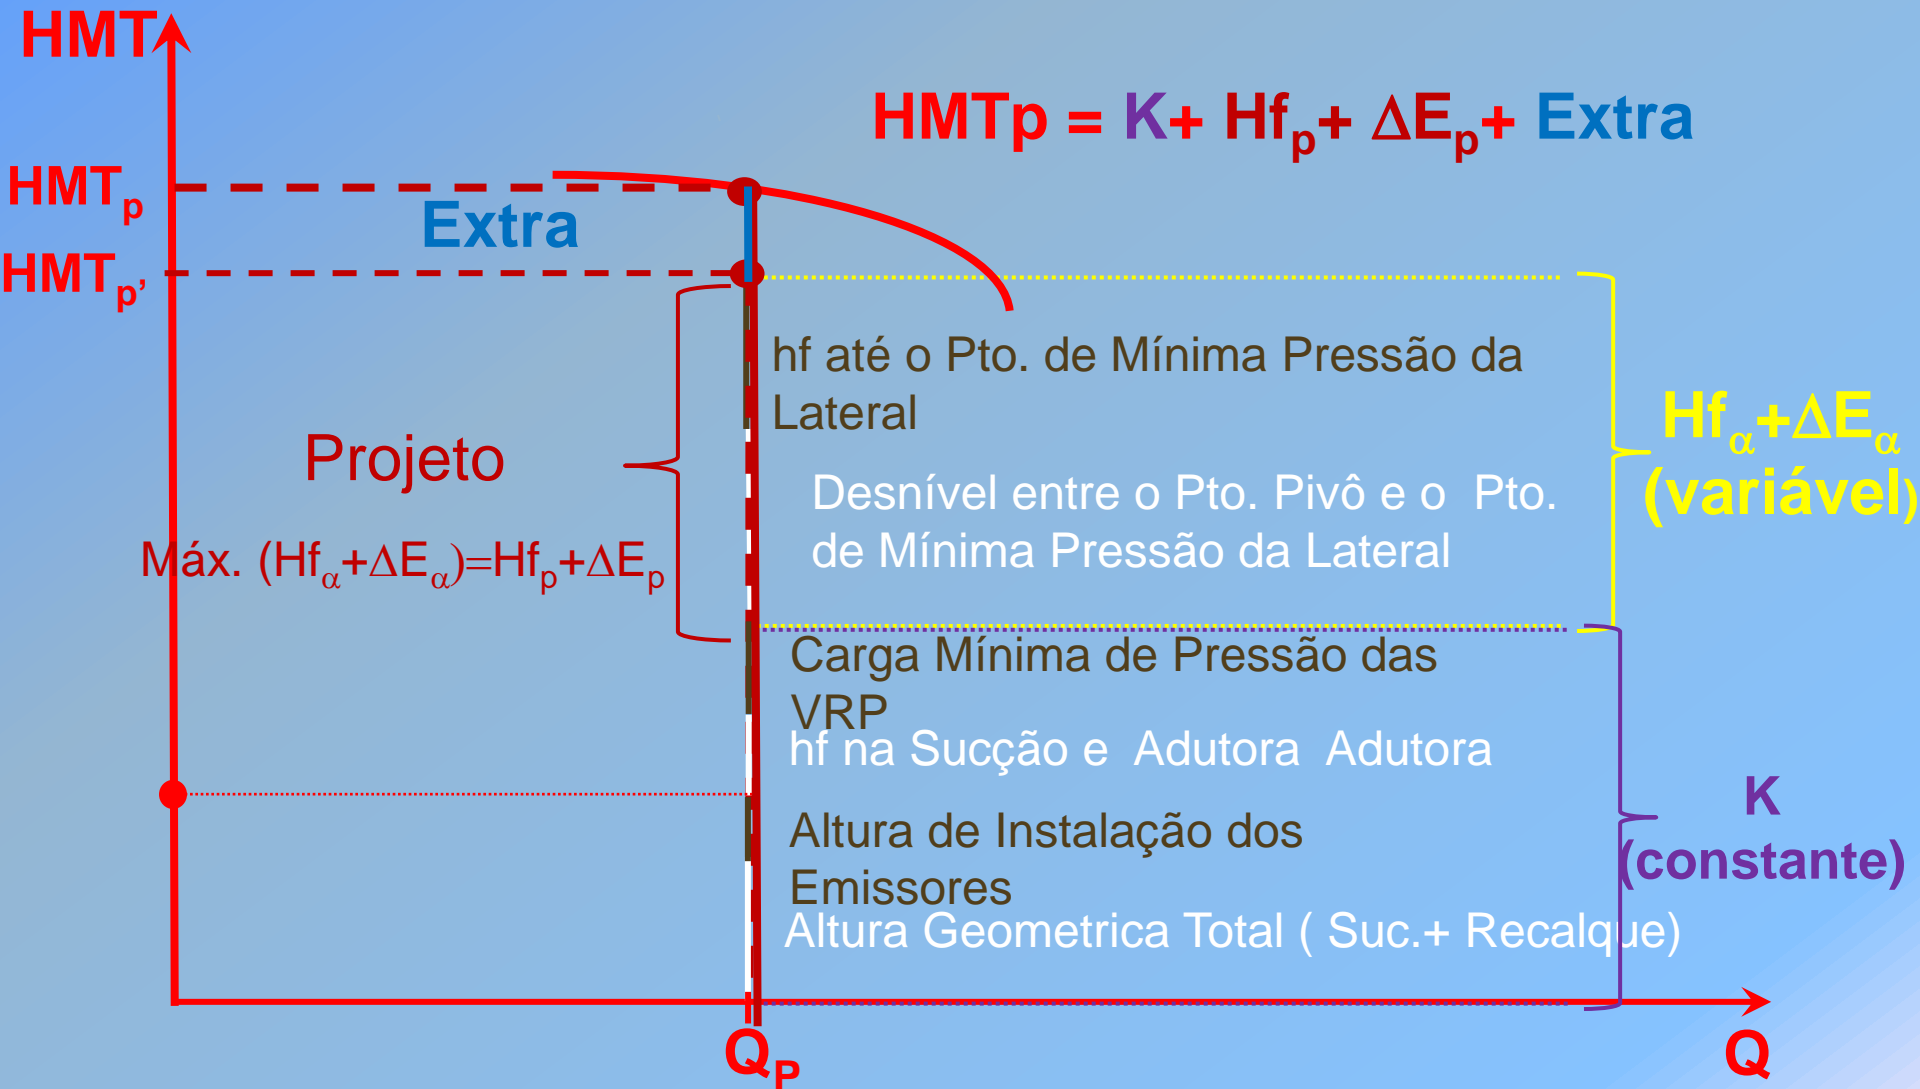 HMT
HMTp = K+ Hfp+ ΔEp+ Extra
HMTp
Extra
HMTp’
hf até o Pto. de Mínima Pressão da
Lateral
Hfα+ΔEα
(variável)
Projeto
Desnível entre o Pto. Pivô e o Pto.
de Mínima Pressão da Lateral
Máx. (Hfα+ΔEα)=Hfp+ΔEp
Carga Mínima de Pressão das
VRP
hf na Sucção e Adutora Adutora
K
(constante)
Altura de Instalação dos
Emissores
Altura Geometrica Total ( Suc.+ Recalque)
QP
Q